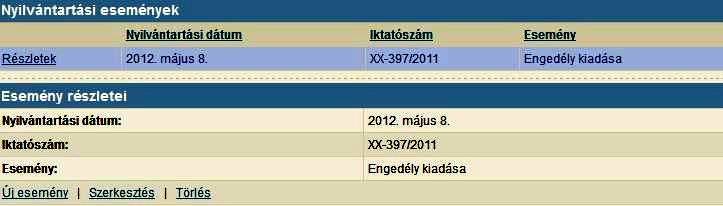 Nyilvántartási események
Nyilvántartási dátum Iktatószám Esemény
Részletek 2012. május 8. XX-397/2011 Engedély kiadása
Esemény részletei
Nyilvántartási dátum: 2012. május 8.
Iktatószám: XX-397/2011
Esemény: Engedély kiadása
Új esemény | Szerkesztés | Törlés